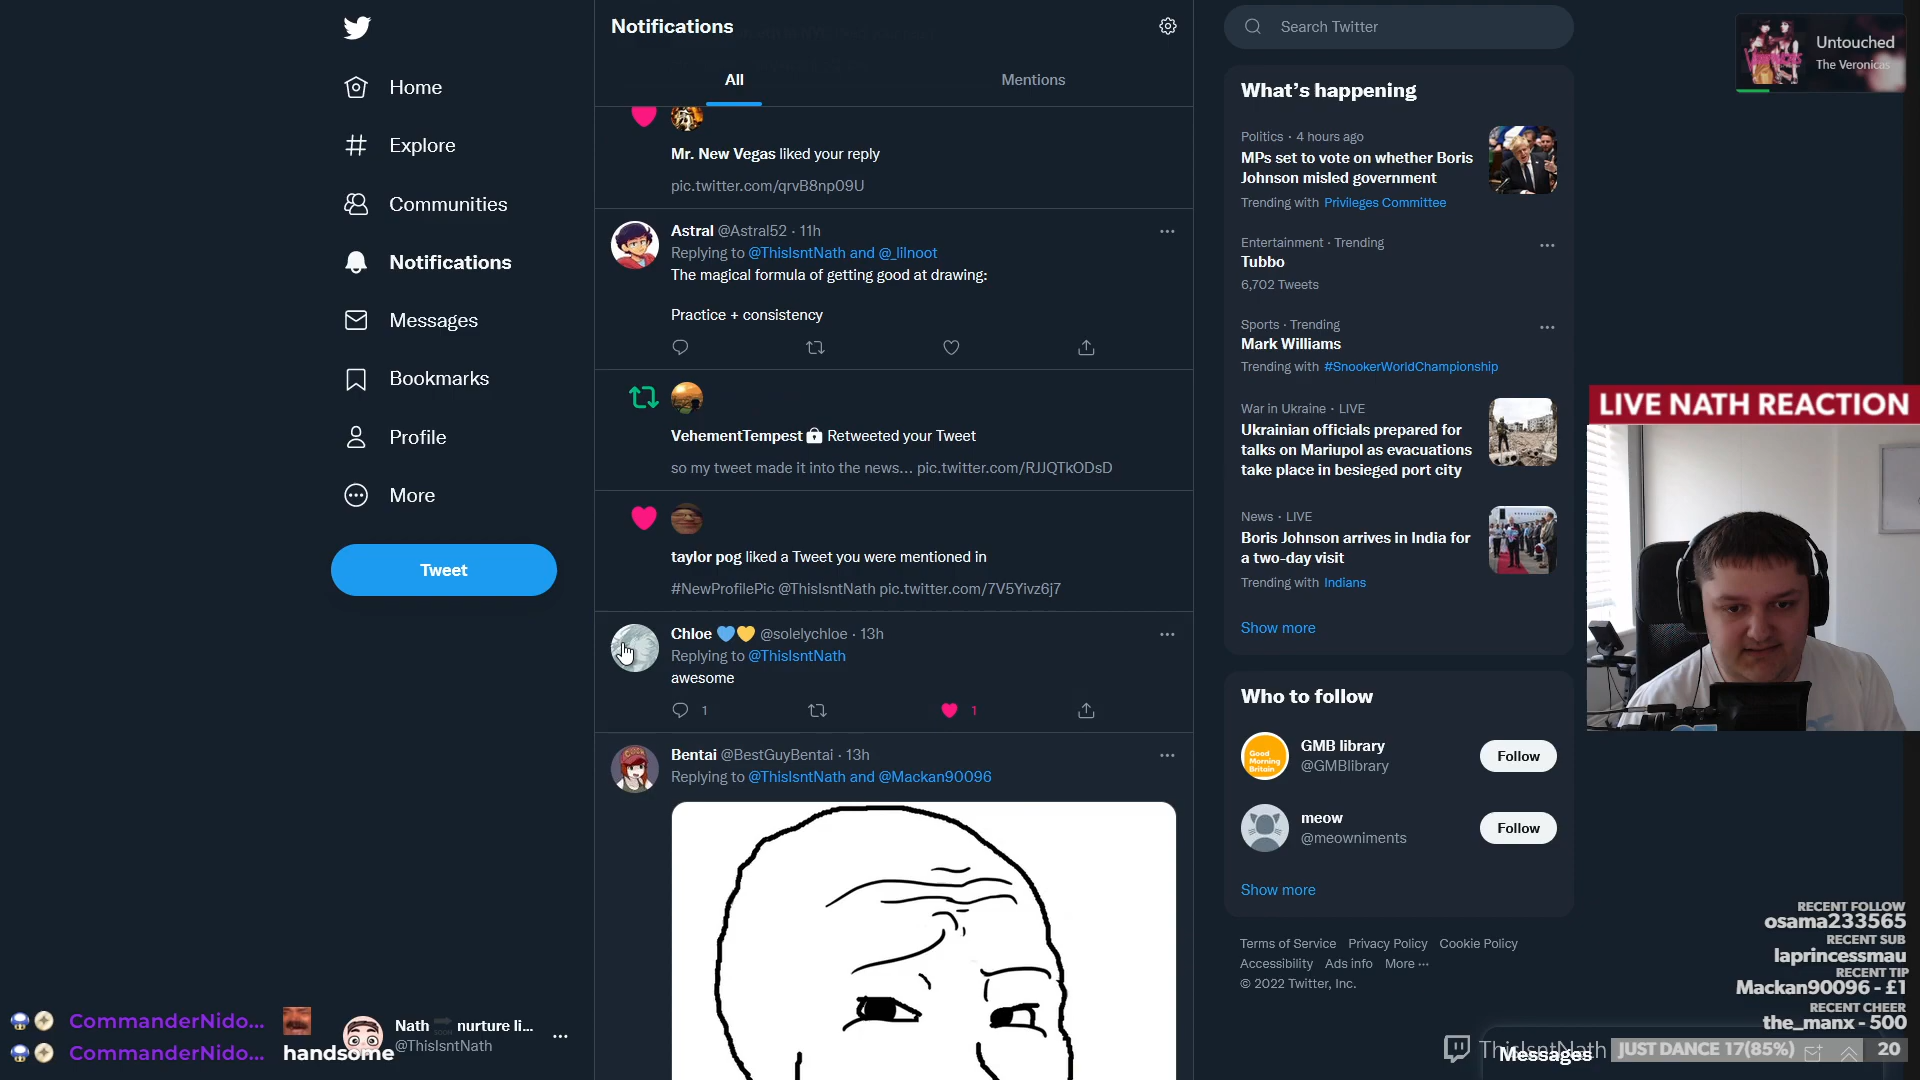 Home
Explore
Communities
Notifications
Messages
Bookmarks
Profile
More
Tweet
Nath nurture li...
@ThisIsntNath
CommanderNido...
CommanderNido... handsome
Notifications
All
Mentions
Mr. New Vegas liked your reply
pic.twitter.com/qrvB8np09U
Astral @Astral52 · 11h
Replying to @ThisIsntNath and @_lilnoot
The magical formula of getting good at drawing:
Practice + consistency
VehementTempest Retweeted your Tweet
so my tweet made it into the news... pic.twitter.com/RJJQTkODsD
taylor pog liked a Tweet you were mentioned in
#NewProfilePic @ThisIsntNath pic.twitter.com/7V5Yivz6j7
Chloe 💙💛 @solelychloe · 13h
Replying to @ThisIsntNath
awesome
1
1
Bentai @BestGuyBentai · 13h
Replying to @ThisIsntNath and @Mackan90096
Search Twitter
What's happening
Politics · 4 hours ago
MPs set to vote on whether Boris
Johnson misled government
Trending with Privileges Committee
Entertainment · Trending
Tubbo
6,702 Tweets
Sports · Trending
Mark Williams
Trending with #SnookerWorldChampionship
War in Ukraine · LIVE
Ukrainian officials prepared for
talks on Mariupol as evacuations
take place in besieged port city
News · LIVE
Boris Johnson arrives in India for
a two-day visit
Trending with Indians
Show more
Who to follow
GMB library
@GMBlibrary
Follow
meow
@meowniments
Follow
Show more
Terms of Service Privacy Policy Cookie Policy
Accessibility Ads info More ···
© 2022 Twitter, Inc.
Untouched
The Veronicas
LIVE NATH REACTION
RECENT FOLLOW
osama233565
RECENT SUB
laprincessmau
RECENT TIP
Mackan90096 - £1
RECENT CHEER
the_manx - 500
ThisIsntNath
Messages
JUST DANCE 17(85%)
20